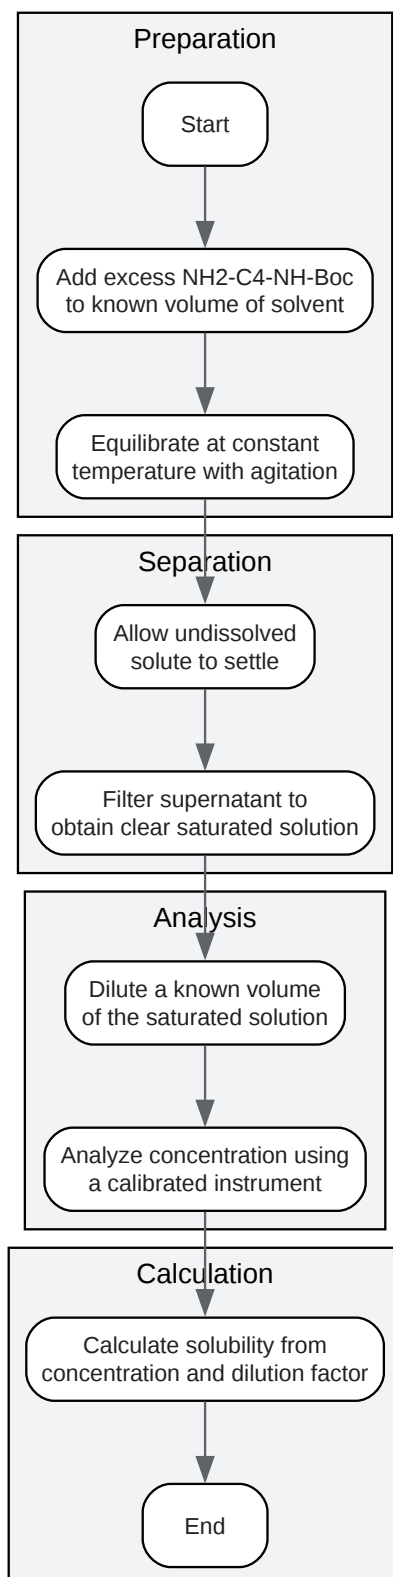 Preparation
Start
Add excess NH2-C4-NH-Boc
to known volume of solvent
Equilibrate at constant
temperature with agitation
Separation
Allow undissolved
solute to settle
Filter supernatant to
obtain clear saturated solution
Analysis
Dilute a known volume
of the saturated solution
Analyze concentration using
a calibrated instrument
Calculation
Calculate solubility from
concentration and dilution factor
End